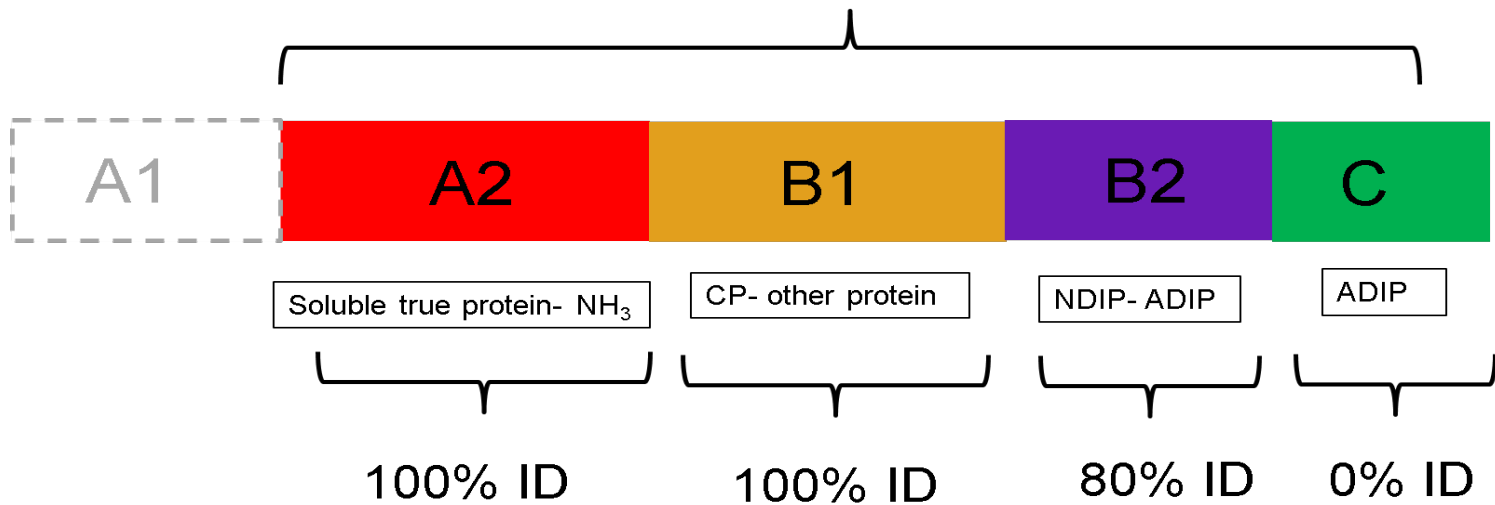 A1 A2 B1 B2 C
Soluble true protein- NH₃ CP- other protein NDIP- ADIP ADIP
100% ID 100% ID 80% ID 0% ID